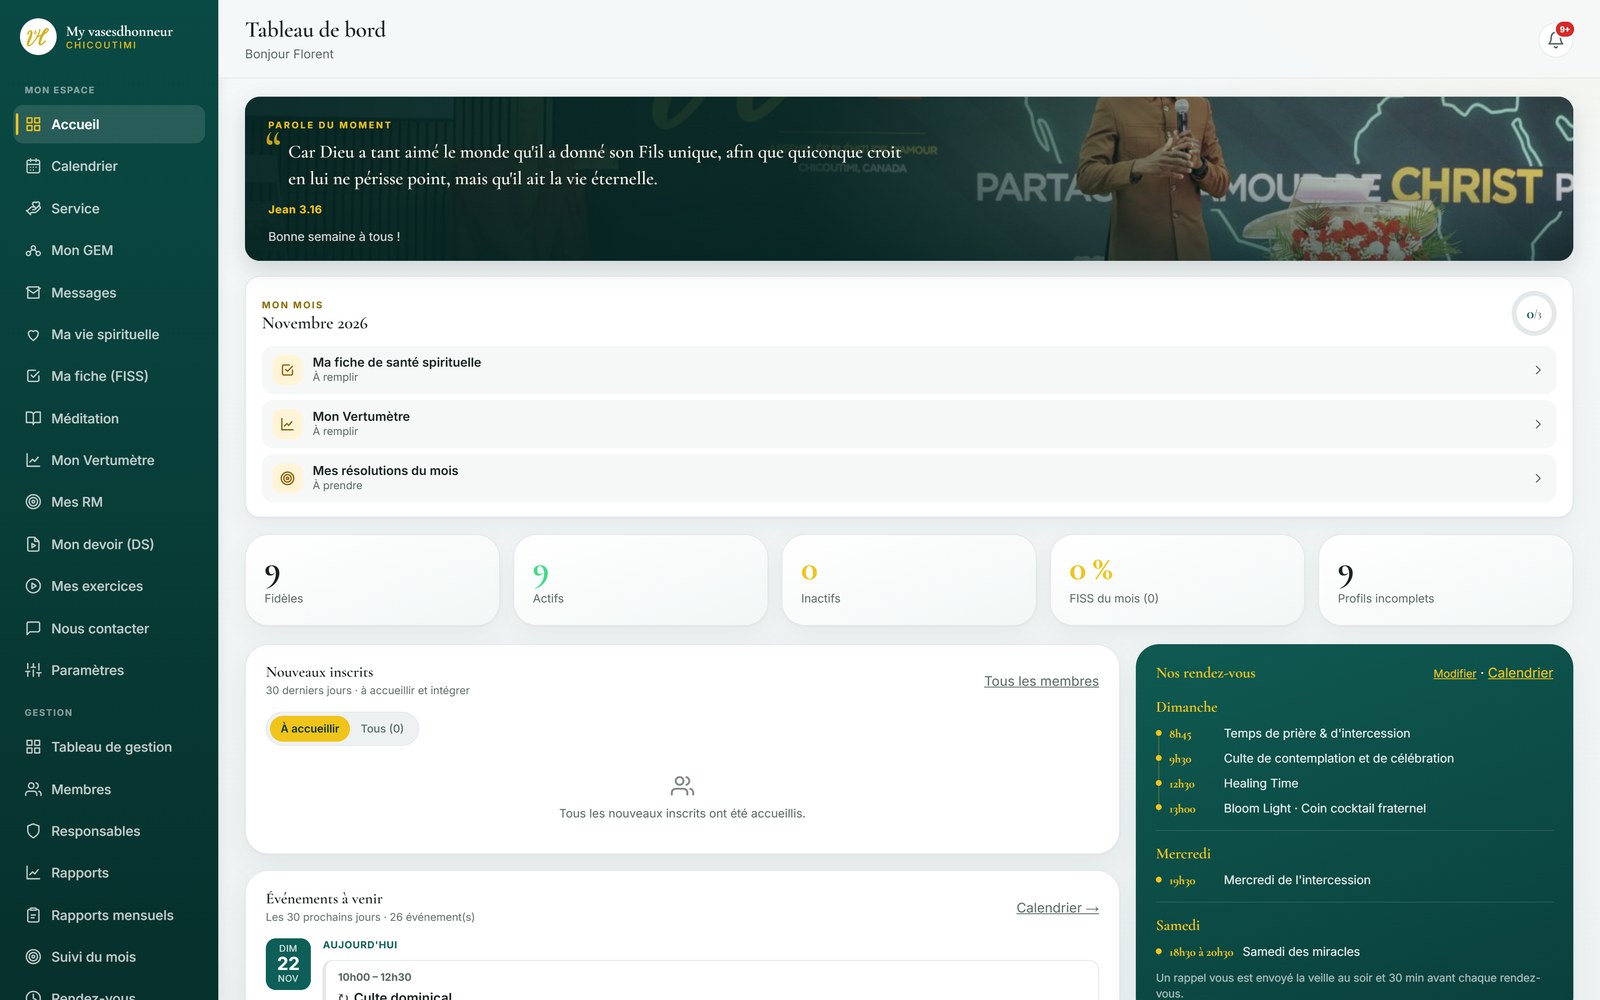 My vasesdhonneur
CHICOUTIMI
MON ESPACE
Accueil
Calendrier
Service
Mon GEM
Messages
Ma vie spirituelle
Ma fiche (FISS)
Méditation
Mon Vertumètre
Mes RM
Mon devoir (DS)
Mes exercices
Nous contacter
Paramètres
GESTION
Tableau de gestion
Membres
Responsables
Rapports
Rapports mensuels
Suivi du mois
Rendez-vous
Tableau de bord
Bonjour Florent
9+
PAROLE DU MOMENT
“ Car Dieu a tant aimé le monde qu'il a donné son Fils unique, afin que quiconque croit
en lui ne périsse point, mais qu'il ait la vie éternelle.
Jean 3.16
Bonne semaine à tous !
D'AMOUR
CHICOUTIMI, CANADA
PARTA MOUR DE CHRIST P
MON MOIS
Novembre 2026
0/3
Ma fiche de santé spirituelle
À remplir
Mon Vertumètre
À remplir
Mes résolutions du mois
À prendre
9
Fidèles
9
Actifs
0
Inactifs
0 %
FISS du mois (0)
9
Profils incomplets
Nouveaux inscrits
30 derniers jours · à accueillir et intégrer
Tous les membres
À accueillir
Tous (0)
Tous les nouveaux inscrits ont été accueillis.
Événements à venir
Les 30 prochains jours · 26 événement(s)
Calendrier →
DIM
22
NOV
AUJOURD'HUI
10h00 – 12h30
↻ Culte dominical
Nos rendez-vous
Modifier · Calendrier
Dimanche
8h45 Temps de prière & d'intercession
9h30 Culte de contemplation et de célébration
12h30 Healing Time
13h00 Bloom Light · Coin cocktail fraternel
Mercredi
19h30 Mercredi de l'intercession
Samedi
18h30 à 20h30 Samedi des miracles
Un rappel vous est envoyé la veille au soir et 30 min avant chaque rendez-
vous.